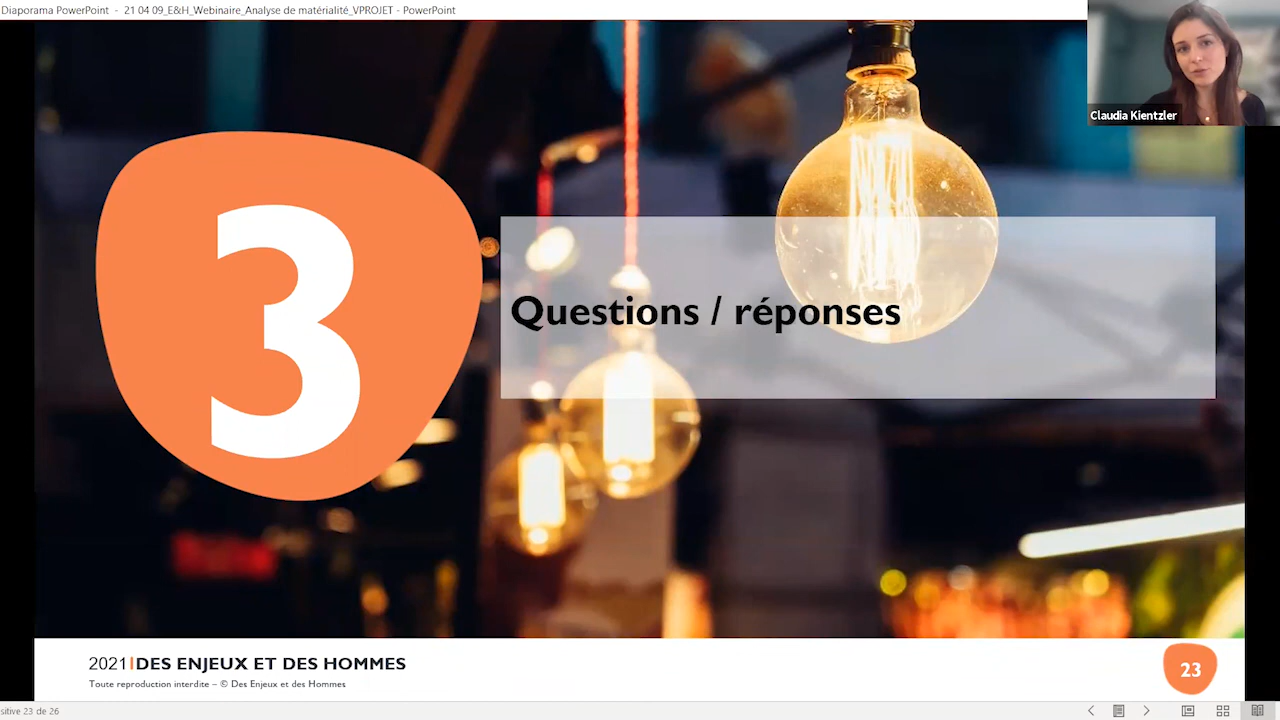 Diaporama PowerPoint - 21 04 09_E&H_Webinaire_Analyse de matérialité_VPROJET - PowerPoint
Claudia Kientzler
3
Questions / réponses
2021 | DES ENJEUX ET DES HOMMES
Toute reproduction interdite – © Des Enjeux et des Hommes
23
sitive 23 de 26